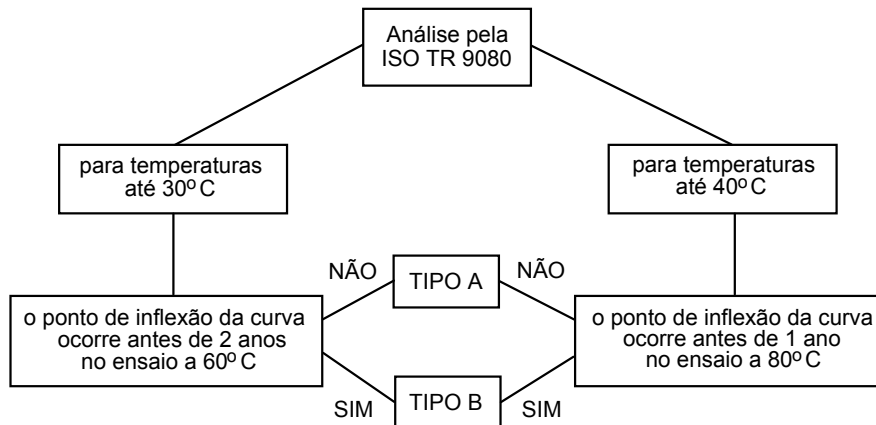 Análise pela
ISO TR 9080
para temperaturas
até 30º C
para temperaturas
até 40º C
NÃO
TIPO A
NÃO
o ponto de inflexão da curva
ocorre antes de 2 anos
no ensaio a 60º C
o ponto de inflexão da curva
ocorre antes de 1 ano
no ensaio a 80º C
SIM
TIPO B
SIM